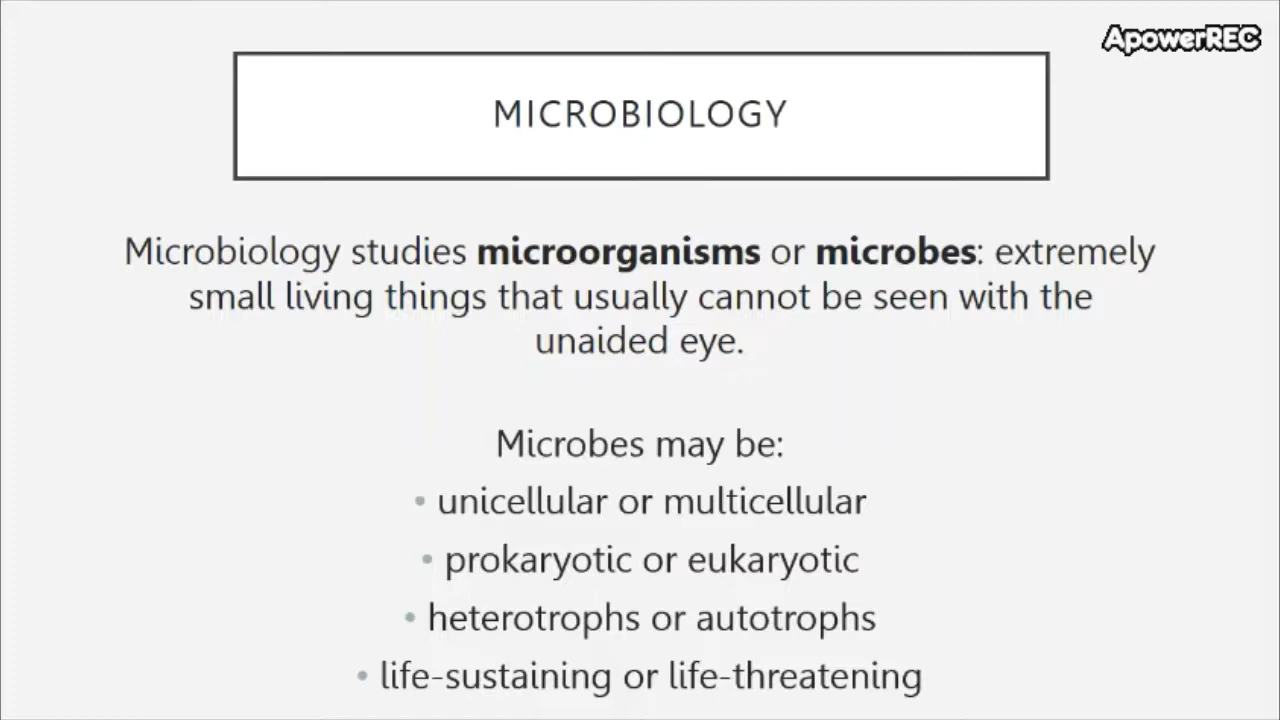 ApowerREC
MICROBIOLOGY
Microbiology studies microorganisms or microbes: extremely
small living things that usually cannot be seen with the
unaided eye.
Microbes may be:
• unicellular or multicellular
• prokaryotic or eukaryotic
• heterotrophs or autotrophs
• life-sustaining or life-threatening